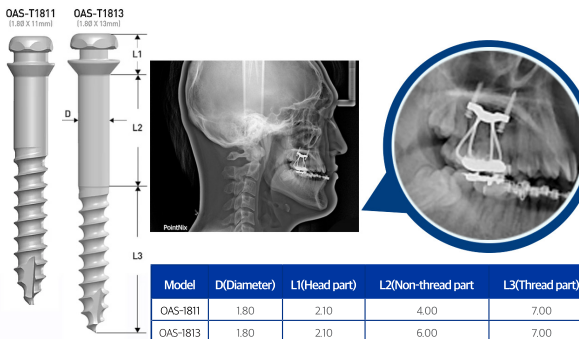 OAS-T1811 OAS-T1813
(1.8Ø X 11mm) (1.8Ø X 13mm)
L1
D
L2
L3
PointNix
Model D(Diameter) L1(Head part) L2(Non-thread part L3(Thread part)
OAS-1811 1.80 2.10 4.00 7.00
OAS-1813 1.80 2.10 6.00 7.00